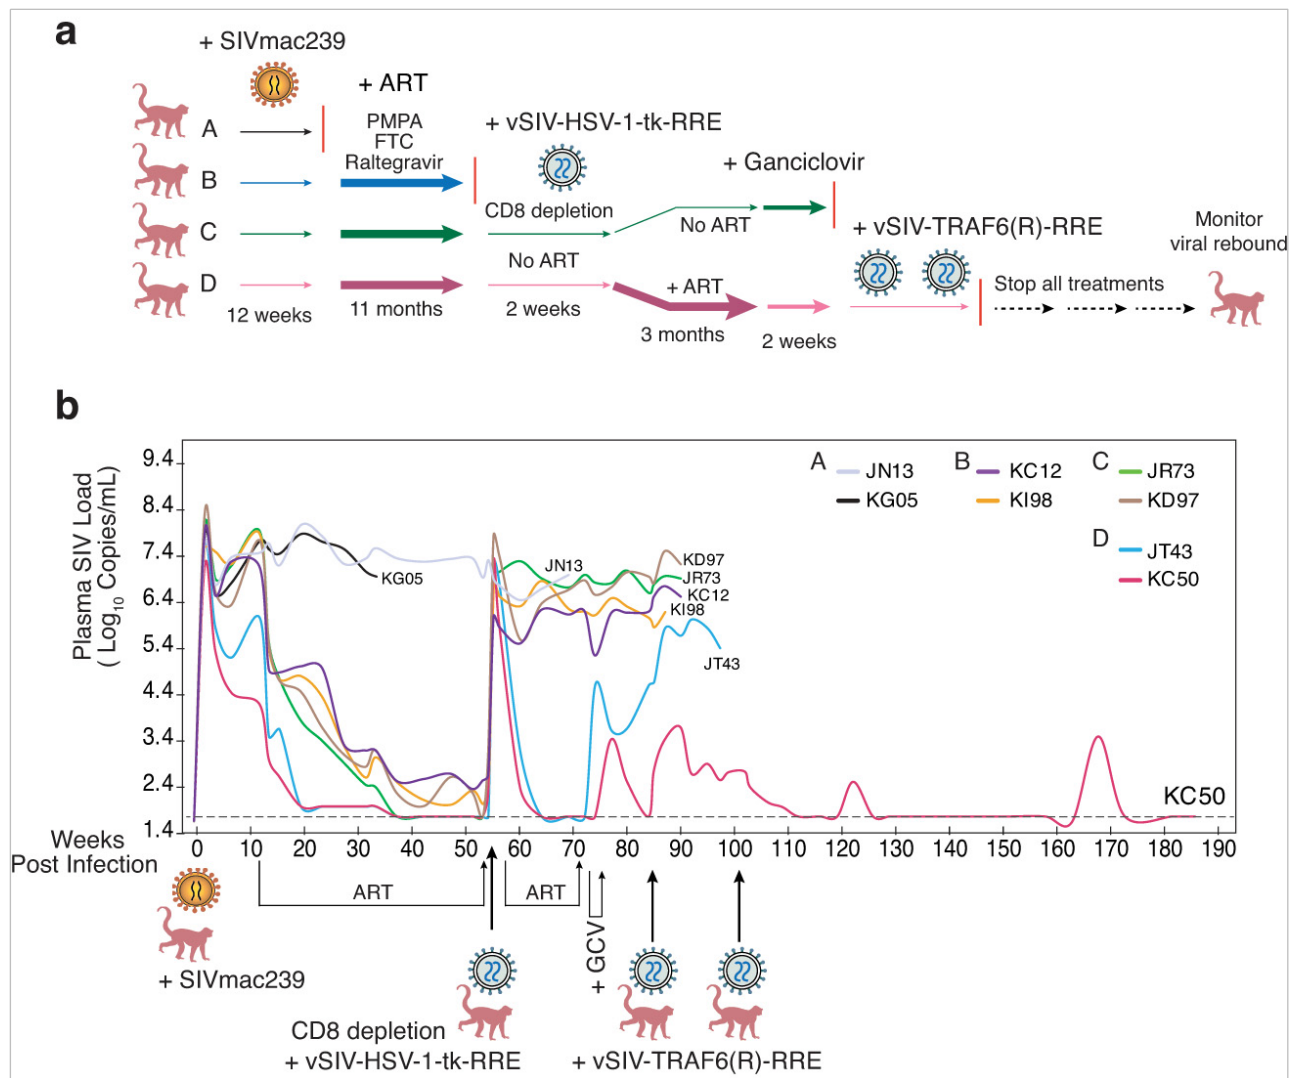 a
+ SIVmac239
+ ART
A
PMPA
FTC
Raltegravir
+ vSIV-HSV-1-tk-RRE
B
+ Ganciclovir
CD8 depletion
C
No ART
No ART
+ vSIV-TRAF6(R)-RRE
Monitor
viral rebound
D
+ ART
Stop all treatments
12 weeks
11 months
2 weeks
3 months
2 weeks
b
Plasma SIV Load
( Log10 Copies/mL)
9.4
8.4
7.4
6.4
5.4
4.4
3.4
2.4
1.4
A
JN13
KG05
B
KC12
KI98
C
JR73
KD97
D
JT43
KC50
KG05
JN13
KD97
JR73
KC12
KI98
JT43
KC50
Weeks
Post Infection
0 10 20 30 40 50 60 70 80 90 100 110 120 130 140 150 160 170 180 190
ART
ART
+ GCV
+ SIVmac239
CD8 depletion
+ vSIV-HSV-1-tk-RRE
+ vSIV-TRAF6(R)-RRE